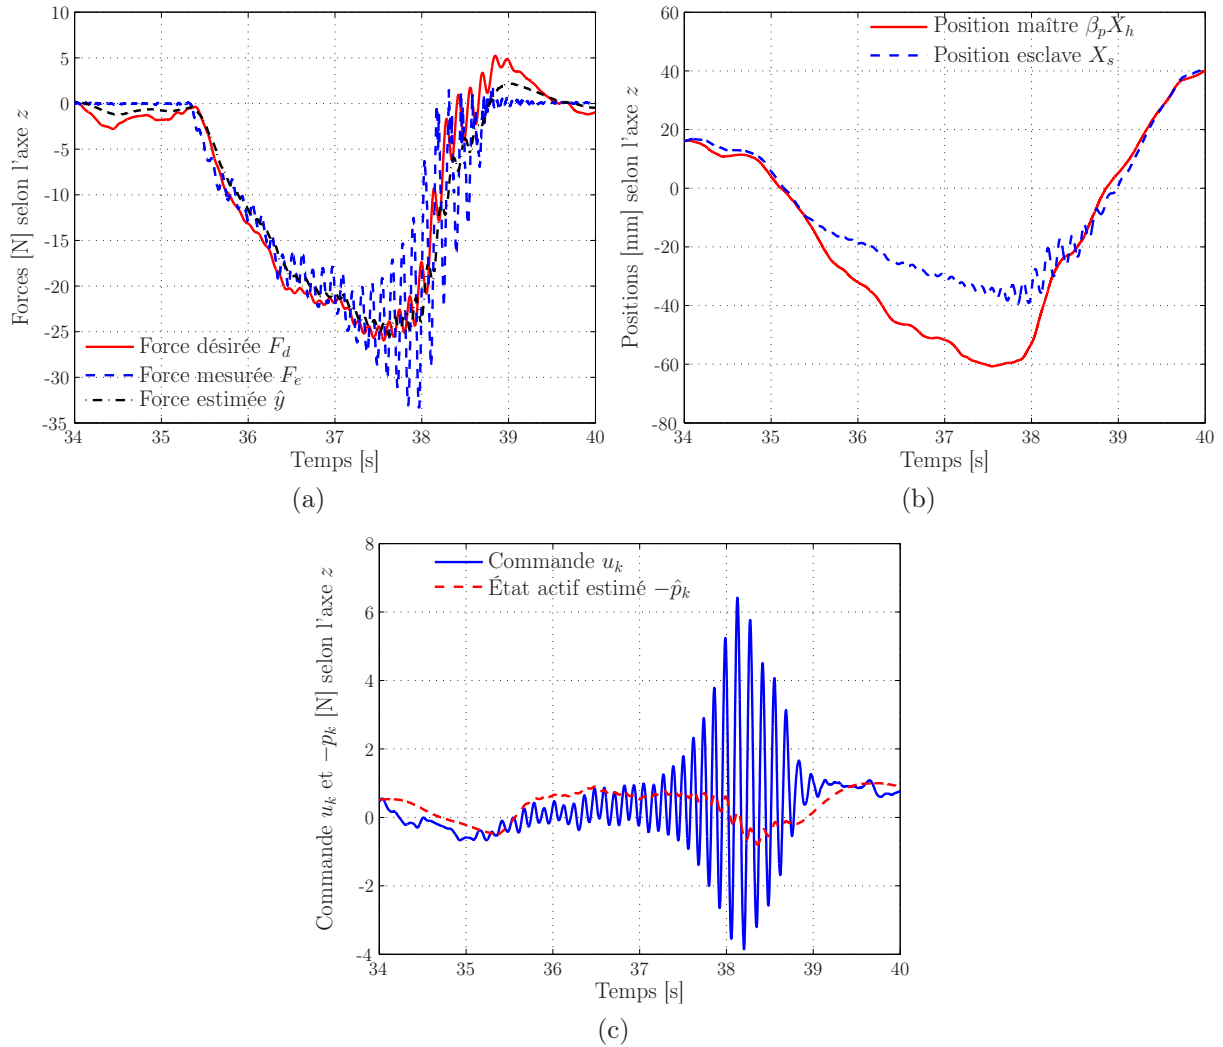 5
0
-5
-10
-15
-20
-25
-30
-35
34 35 36 37 38 39 40
Forces [N] selon l'axe z
Force désirée F_d
Force mesurée F_e
Force estimée ŷ
Temps [s]
(a)
60
40
20
0
-20
-40
-60
-80
34 35 36 37 38 39 40
Positions [mm] selon l'axe z
Position maître β_pX_h
Position esclave X_s
Temps [s]
(b)
8
6
4
2
0
-2
-4
34 35 36 37 38 39 40
Commande u_k et −p_k [N] selon l'axe z
Commande u_k
État actif estimé −p̂_k
Temps [s]
(c)